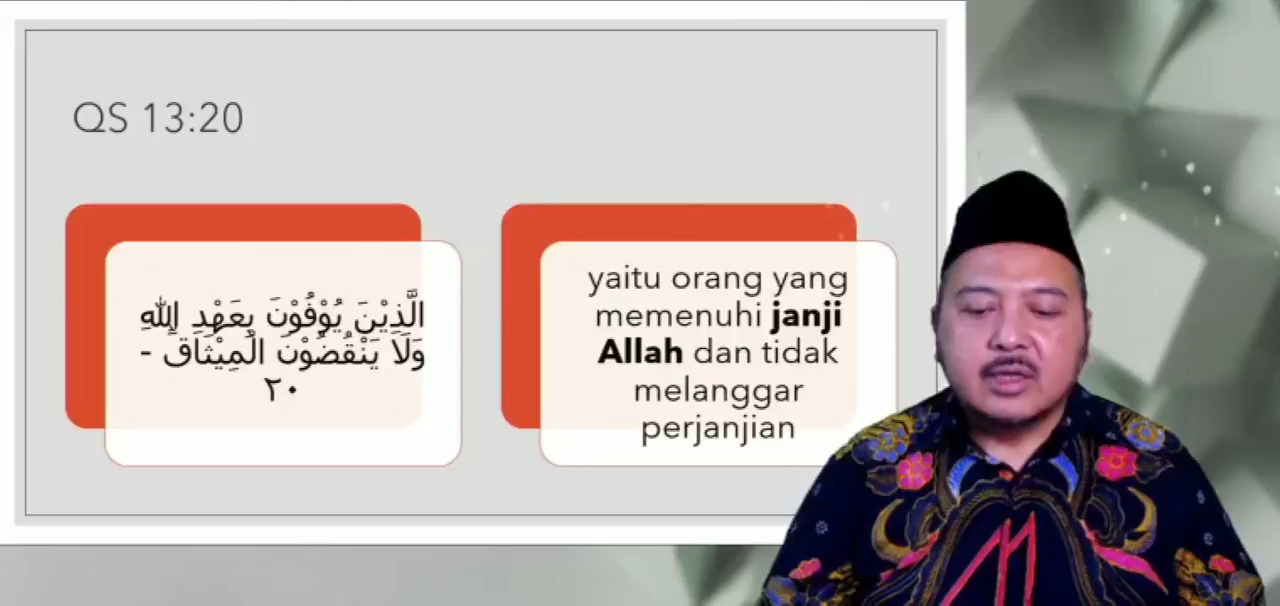 QS 13:20
الَّذِيْنَ يُوْفُوْنَ بِعَهْدِ اللّٰهِ
وَلَا يَنْقُضُوْنَ الْمِيْثَاقَ -
٢٠
yaitu orang yang
memenuhi janji
Allah dan tidak
melanggar
perjanjian